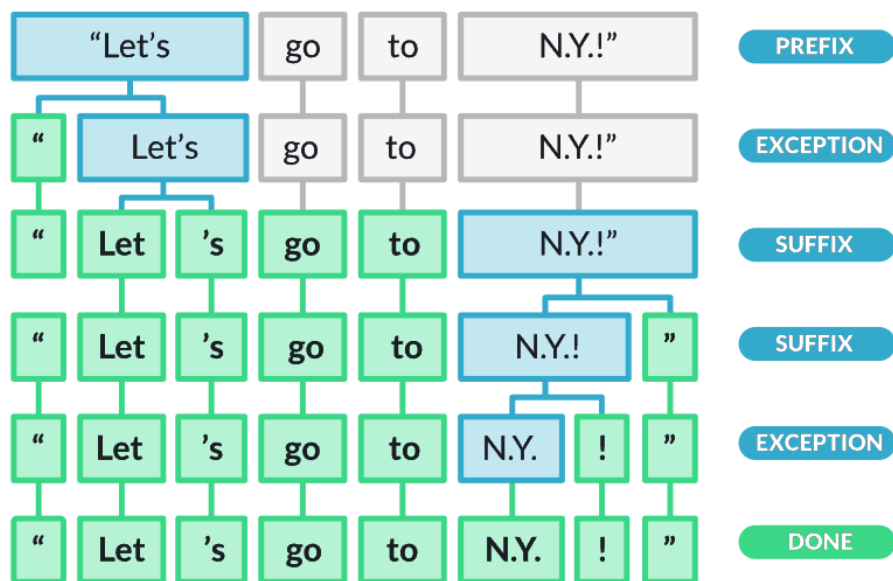 “Let’s go to N.Y.!” PREFIX
“ Let’s go to N.Y.!” EXCEPTION
“ Let ’s go to N.Y.!” SUFFIX
“ Let ’s go to N.Y.! ” SUFFIX
“ Let ’s go to N.Y. ! ” EXCEPTION
“ Let ’s go to N.Y. ! ” DONE